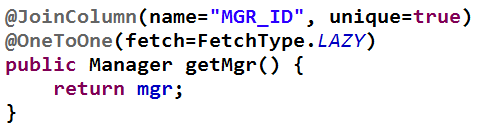 @JoinColumn(name="MGR_ID", unique=true)
@OneToOne(fetch=FetchType.LAZY)
public Manager getMgr() {
    return mgr;
}